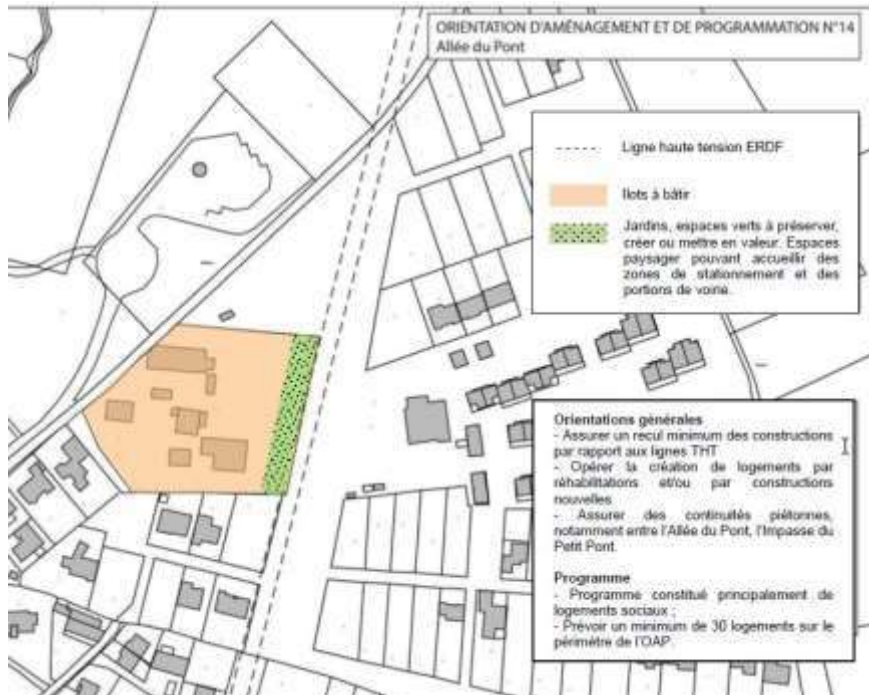 ORIENTATION D'AMÉNAGEMENT ET DE PROGRAMMATION N°14
Allée du Pont
Ligne haute tension ERDF
Ilots à bâtir
Jardins, espaces verts à préserver,
créer ou mettre en valeur. Espaces
paysager pouvant accueillir des
zones de stationnement et des
portions de voirie.
Orientations générales
- Assurer un recul minimum des constructions
par rapport aux lignes THT
- Opérer la création de logements par
réhabilitations et/ou par constructions
nouvelles
- Assurer des continuités piétonnes,
notamment entre l'Allée du Pont, l'Impasse du
Petit Pont
Programme
- Programme constitué principalement de
logements sociaux ;
- Prévoir un minimum de 30 logements sur le
périmètre de l'OAP.